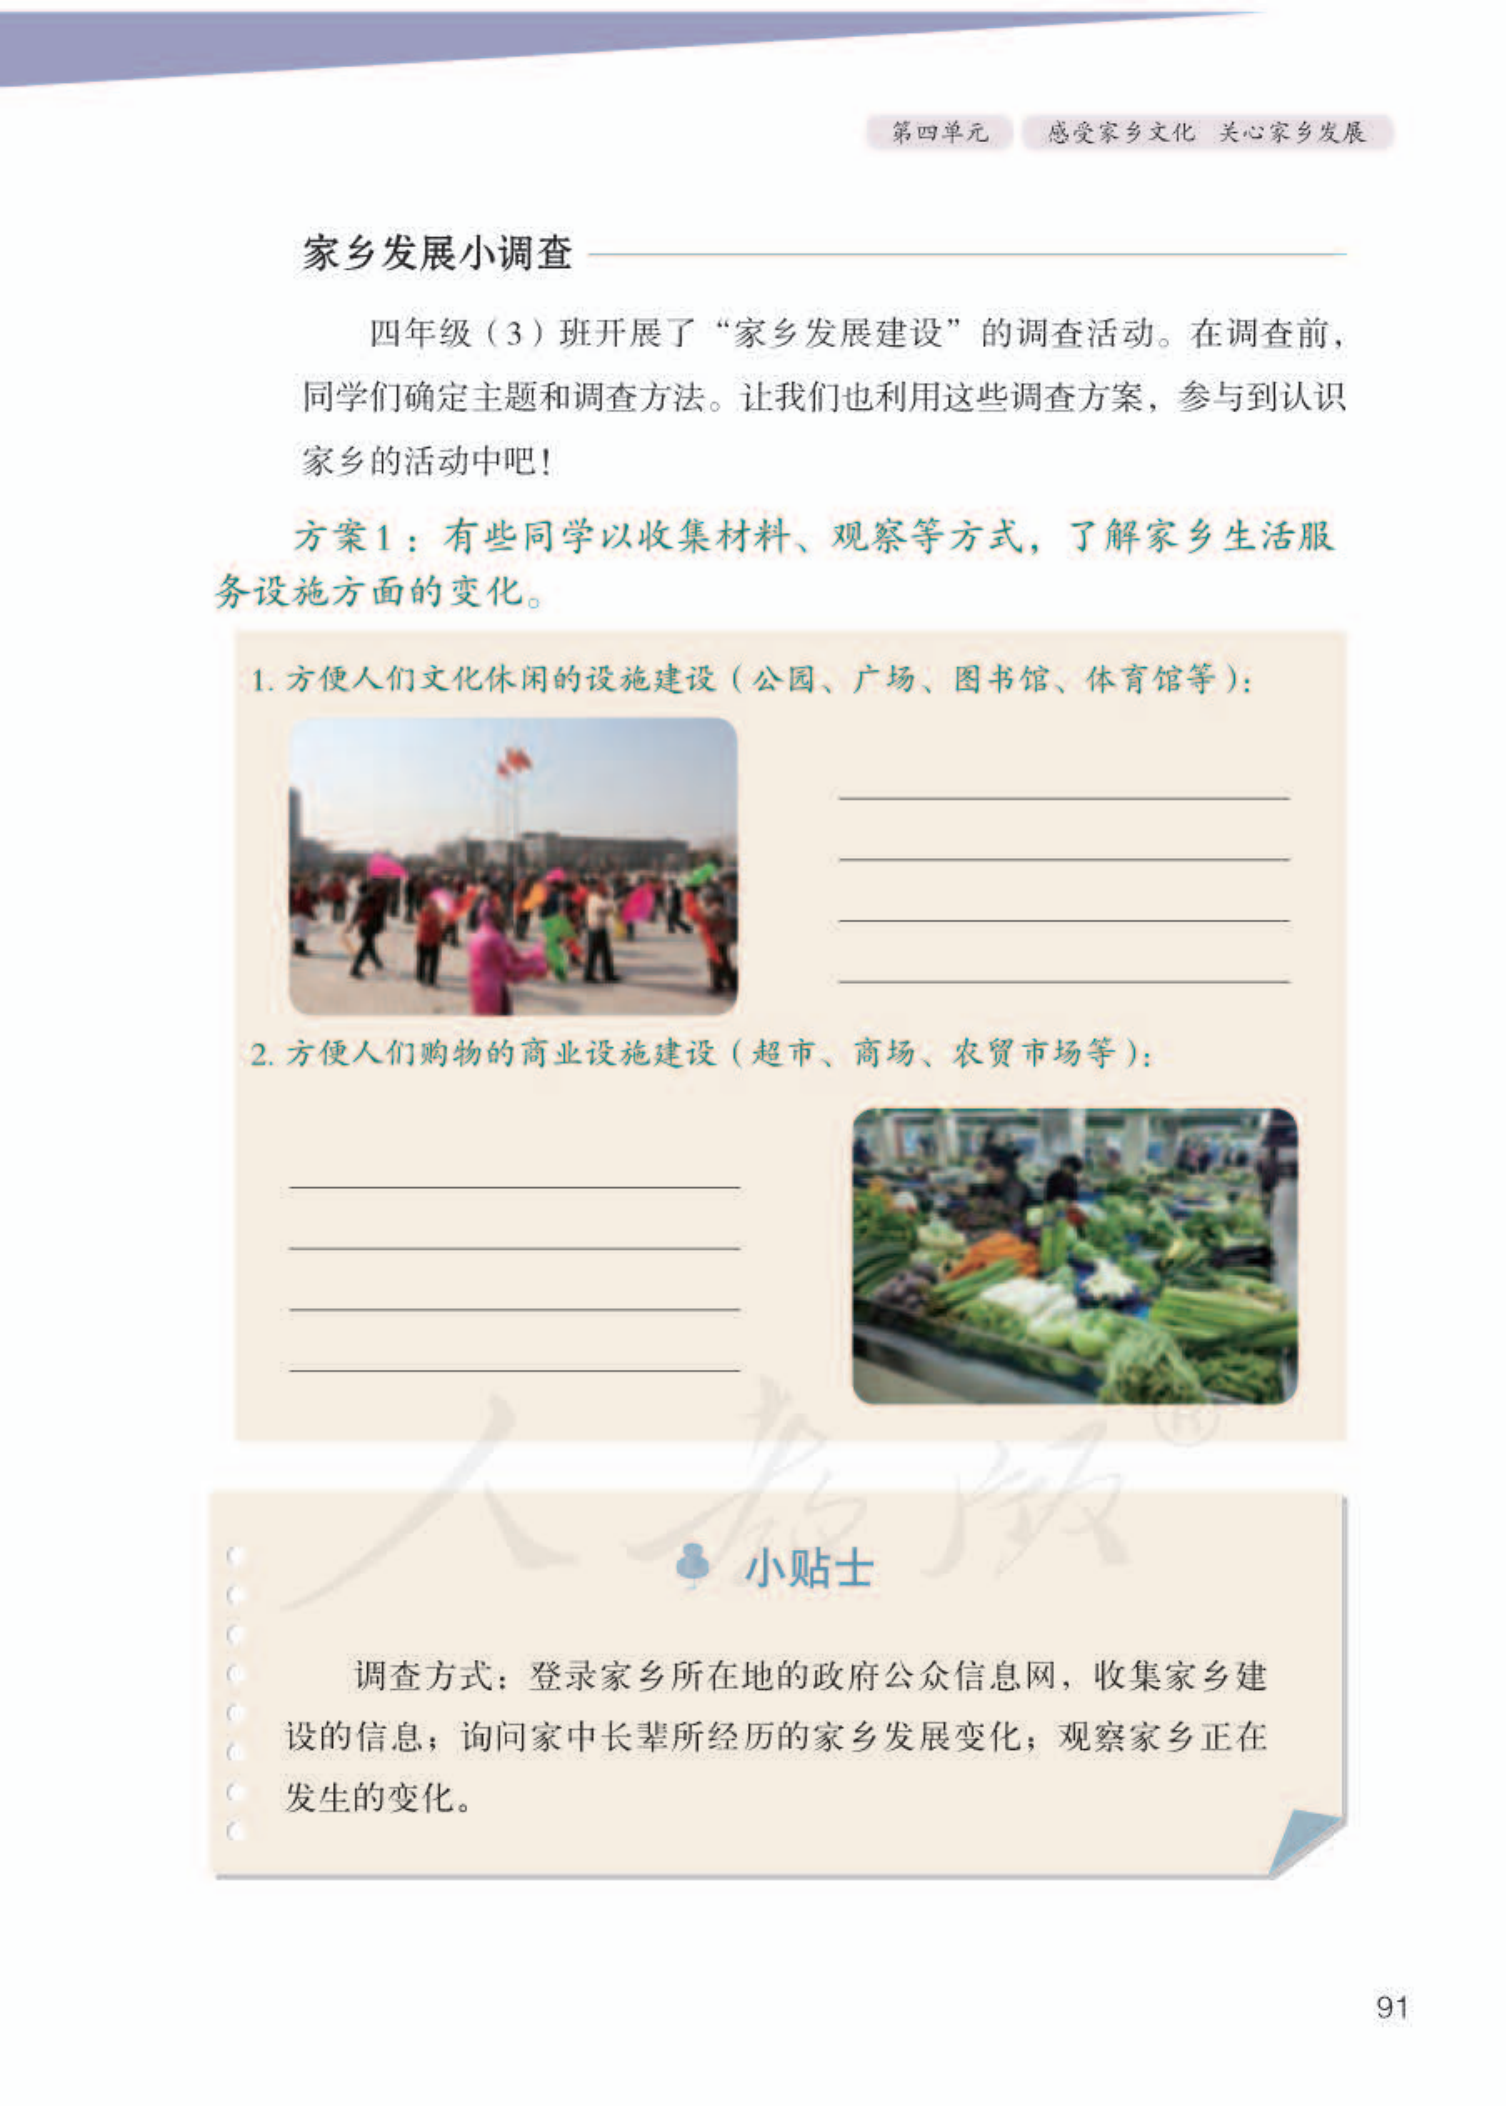 第四单元 感受家乡文化 关心家乡发展
家乡发展小调查
四年级（3）班开展了“家乡发展建设”的调查活动。在调查前，
同学们确定主题和调查方法。让我们也利用这些调查方案，参与到认识
家乡的活动中吧！
方案1：有些同学以收集材料、观察等方式，了解家乡生活服
务设施方面的变化。
1. 方便人们文化休闲的设施建设（公园、广场、图书馆、体育馆等）：
2. 方便人们购物的商业设施建设（超市、商场、农贸市场等）：
人教版®
小贴士
调查方式：登录家乡所在地的政府公众信息网，收集家乡建
设的信息；询问家中长辈所经历的家乡发展变化；观察家乡正在
发生的变化。
91